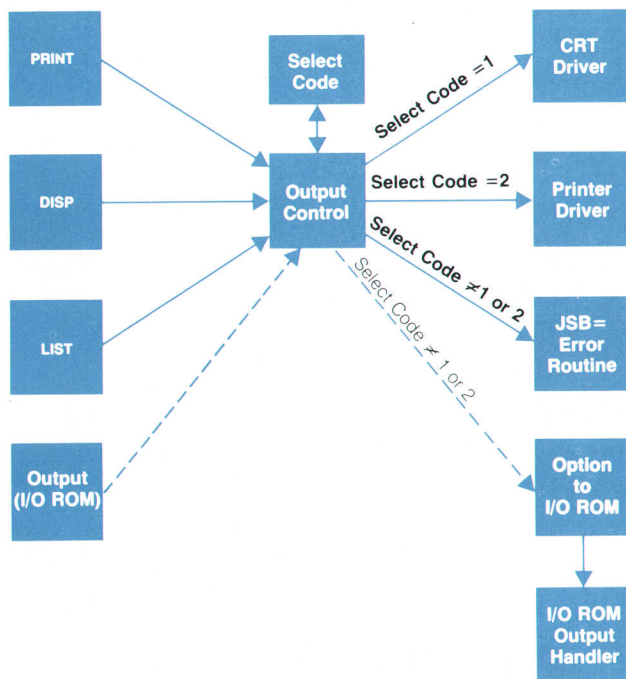 PRINT
Select
Code
CRT
Driver
Select Code =1
DISP
Output
Control
Select Code =2
Printer
Driver
Select Code ≭1 or 2
LIST
Select Code ≭ 1 or 2
JSB=
Error
Routine
Output
(I/O ROM)
Option
to
I/O ROM
I/O ROM
Output
Handler